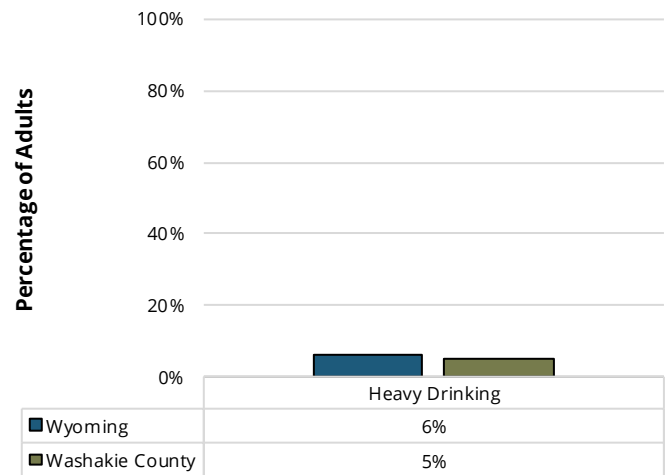 100%
80%
60%
40%
20%
0%
Percentage of Adults
Heavy Drinking
Wyoming 6%
Washakie County 5%